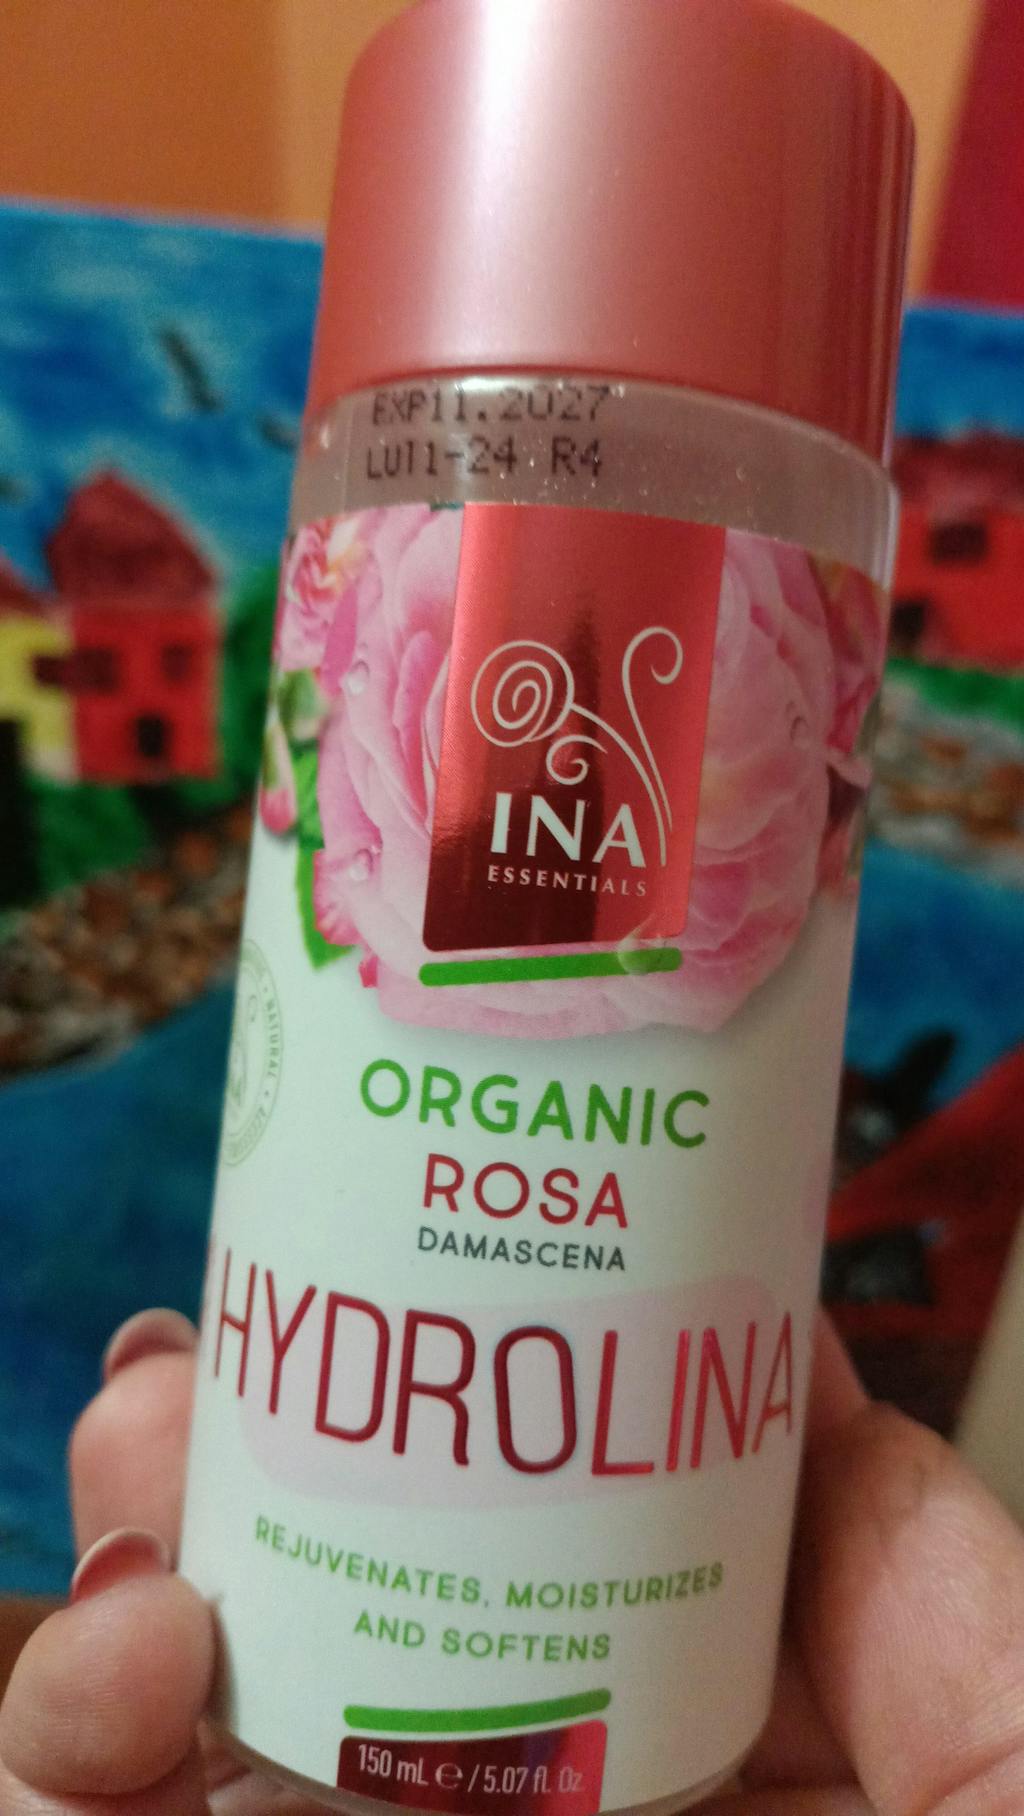 EXP11.2027
LU11-24 R4
INA
ESSENTIALS
NATURAL
ORGANIC
ROSA
DAMASCENA
HYDROLINA
REJUVENATES, MOISTURIZES
AND SOFTENS
150 mL ℮ / 5.07 fl. Oz